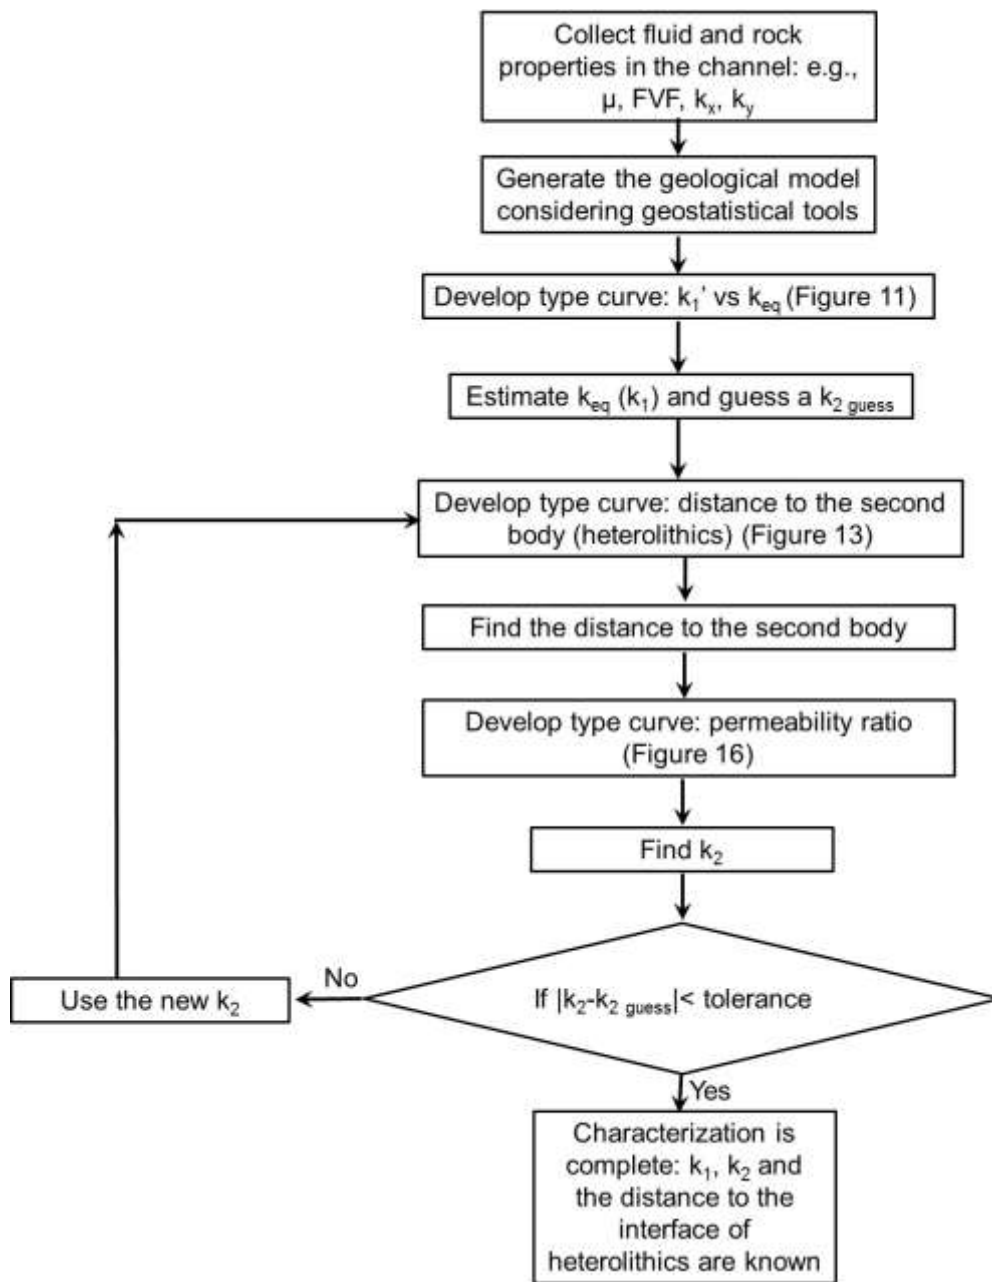 Collect fluid and rock
properties in the channel: e.g.,
μ, FVF, kx, ky
Generate the geological model
considering geostatistical tools
Develop type curve: k1' vs keq (Figure 11)
Estimate keq (k1) and guess a k2 guess
Develop type curve: distance to the second
body (heterolithics) (Figure 13)
Find the distance to the second body
Develop type curve: permeability ratio
(Figure 16)
Find k2
If |k2-k2 guess|< tolerance
No
Use the new k2
Yes
Characterization is
complete: k1, k2 and
the distance to the
interface of
heterolithics are known